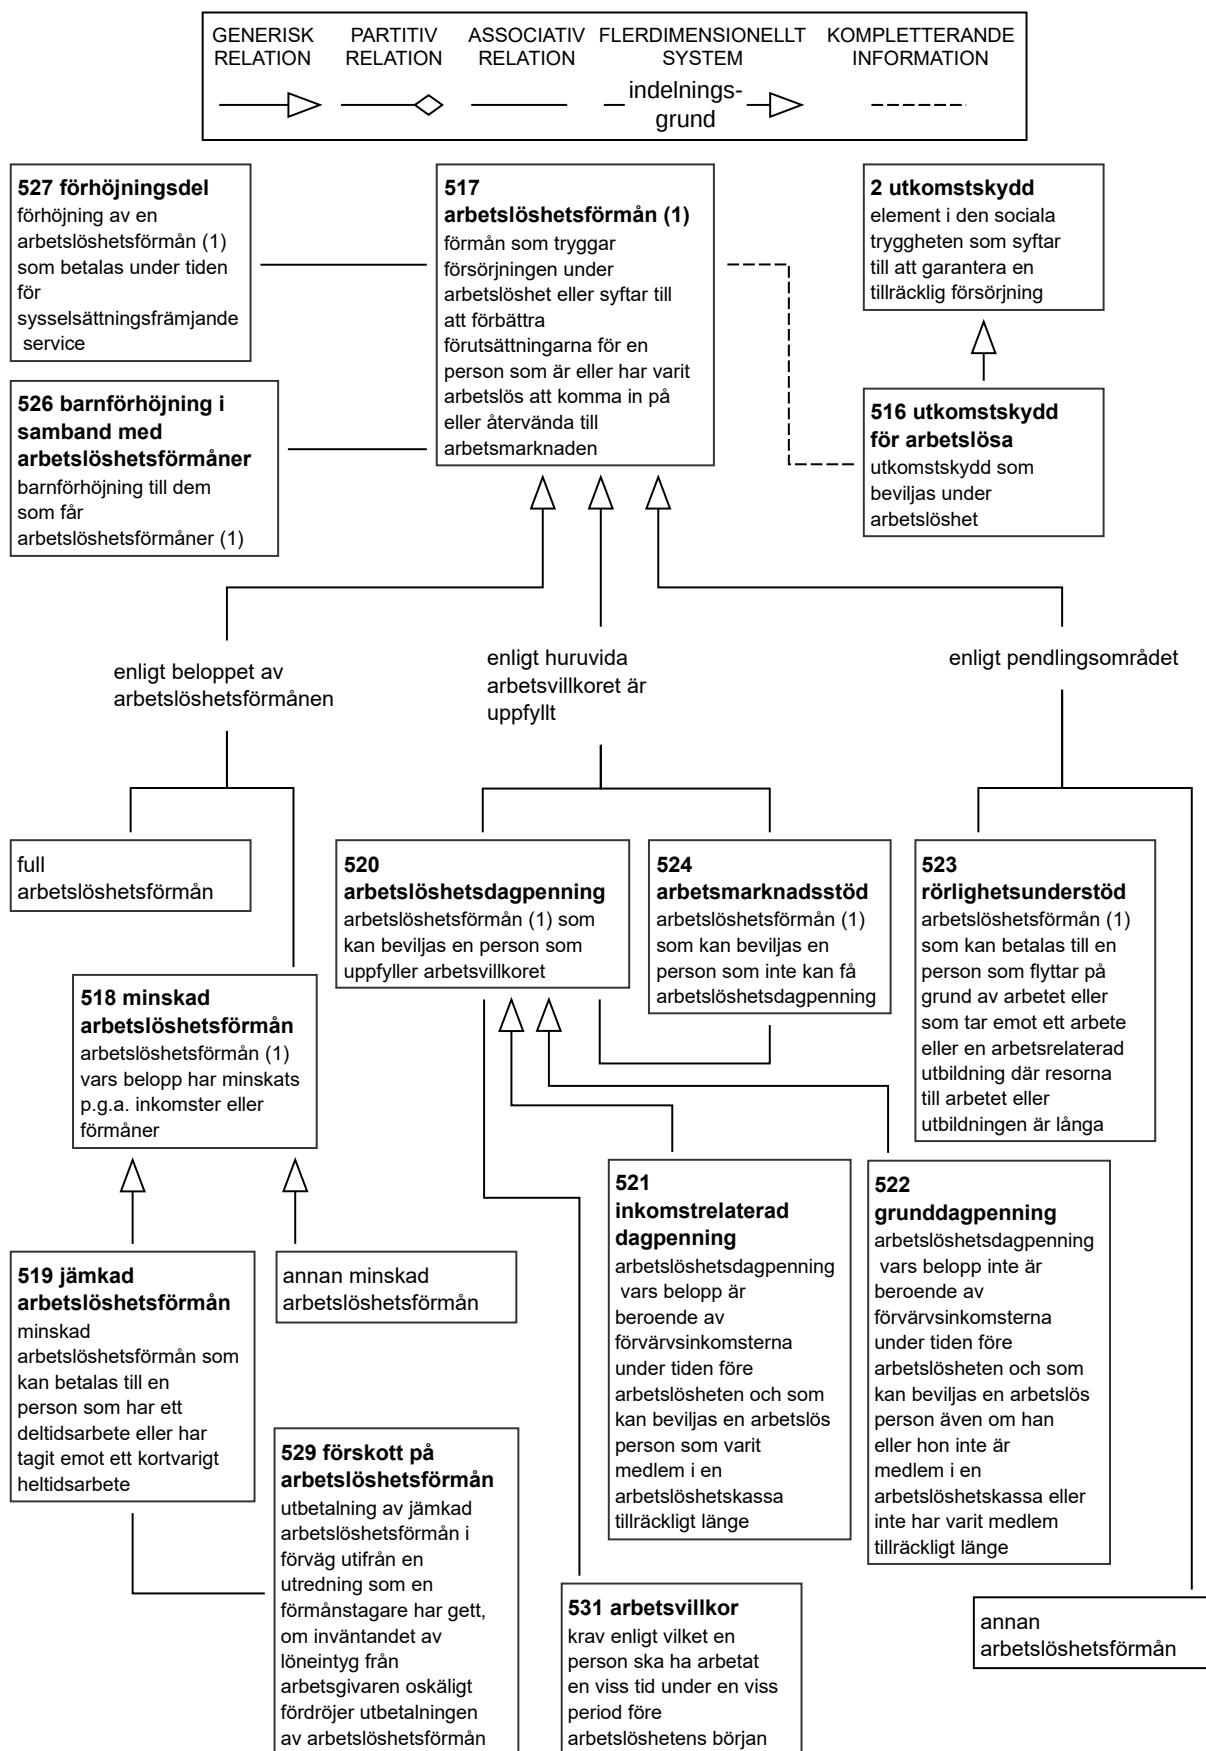 GENERISK
RELATION
PARTITIV
RELATION
ASSOCIATIV
RELATION
FLERDIMENSIONELLT
SYSTEM
KOMPLETTERANDE
INFORMATION
indelnings-
grund
527 förhöjningsdel
förhöjning av en
arbetslöshetsförmån (1)
som betalas under tiden
för
sysselsättningsfrämjande
service
517
arbetslöshetsförmån (1)
förmån som tryggar
försörjningen under
arbetslöshet eller syftar till
att förbättra
förutsättningarna för en
person som är eller har varit
arbetslös att komma in på
eller återvända till
arbetsmarknaden
2 utkomstskydd
element i den sociala
tryggheten som syftar
till att garantera en
tillräcklig försörjning
526 barnförhöjning i
samband med
arbetslöshetsförmåner
barnförhöjning till dem
som får
arbetslöshetsförmåner (1)
516 utkomstskydd
för arbetslösa
utkomstskydd som
beviljas under
arbetslöshet
enligt beloppet av
arbetslöshetsförmånen
enligt huruvida
arbetsvillkoret är
uppfyllt
enligt pendlingsområdet
full
arbetslöshetsförmån
520
arbetslöshetsdagpenning
arbetslöshetsförmån (1) som
kan beviljas en person som
uppfyller arbetsvillkoret
524
arbetsmarknadsstöd
arbetslöshetsförmån (1)
som kan beviljas en
person som inte kan få
arbetslöshetsdagpenning
523
rörlighetsunderstöd
arbetslöshetsförmån (1)
som kan betalas till en
person som flyttar på
grund av arbetet eller
som tar emot ett arbete
eller en arbetsrelaterad
utbildning där resorna
till arbetet eller
utbildningen är långa
518 minskad
arbetslöshetsförmån
arbetslöshetsförmån (1)
vars belopp har minskats
p.g.a. inkomster eller
förmåner
519 jämkad
arbetslöshetsförmån
minskad
arbetslöshetsförmån som
kan betalas till en
person som har ett
deltidsarbete eller har
tagit emot ett kortvarigt
heltidsarbete
annan minskad
arbetslöshetsförmån
521
inkomstrelaterad
dagpenning
arbetslöshetsdagpenning
vars belopp är
beroende av
förvärvsinkomsterna
under tiden före
arbetslösheten och som
kan beviljas en arbetslös
person som varit
medlem i en
arbetslöshetskassa
tillräckligt länge
522
grunddagpenning
arbetslöshetsdagpenning
vars belopp inte är
beroende av
förvärvsinkomsterna
under tiden före
arbetslösheten och som
kan beviljas en arbetslös
person även om han
eller hon inte är
medlem i en
arbetslöshetskassa eller
inte har varit medlem
tillräckligt länge
529 förskott på
arbetslöshetsförmån
utbetalning av jämkad
arbetslöshetsförmån i
förväg utifrån en
utredning som en
förmånstagare har gett,
om inväntandet av
löneintyg från
arbetsgivaren oskäligt
fördröjer utbetalningen
av arbetslöshetsförmån
531 arbetsvillkor
krav enligt vilket en
person ska ha arbetat
en viss tid under en viss
period före
arbetslöshetens början
annan
arbetslöshetsförmån